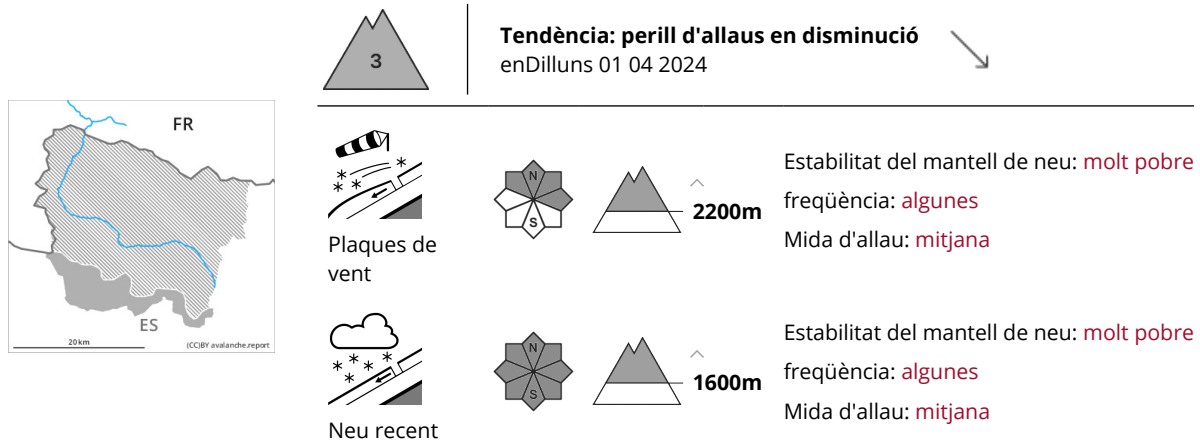 3
Tendència: perill d'allaus en disminució
enDilluns 01 04 2024
FR
ES
20 km
(CC)BY avalanche.report
N
S
2200m
Plaques de
vent
Estabilitat del mantell de neu: molt pobre
freqüència: algunes
Mida d'allau: mitjana
N
S
1600m
Neu recent
Estabilitat del mantell de neu: molt pobre
freqüència: algunes
Mida d'allau: mitjana